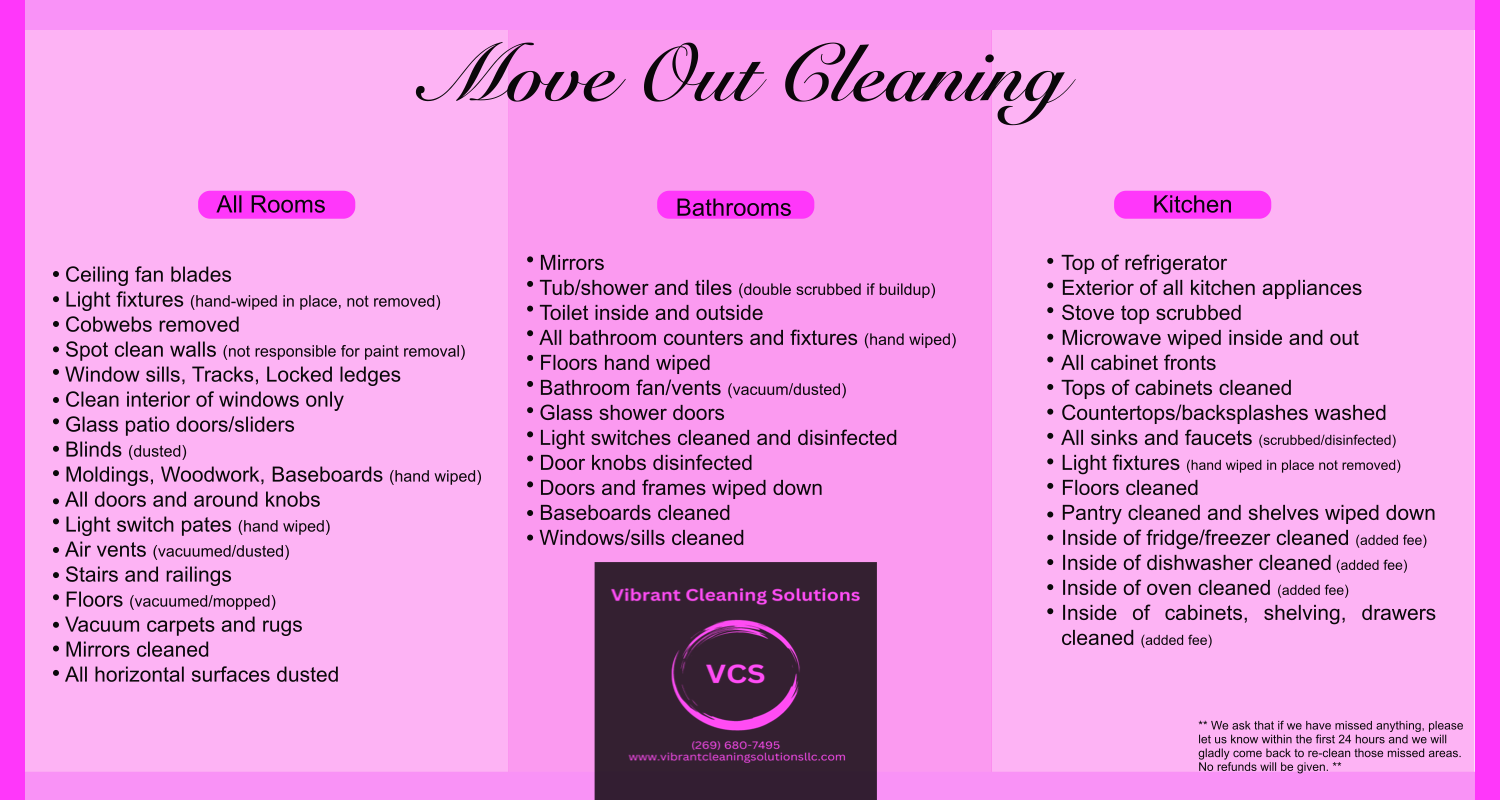 Move Out Cleaning
All Rooms
• Ceiling fan blades
• Light fixtures (hand-wiped in place, not removed)
• Cobwebs removed
• Spot clean walls (not responsible for paint removal)
• Window sills, Tracks, Locked ledges
• Clean interior of windows only
• Glass patio doors/sliders
• Blinds (dusted)
• Moldings, Woodwork, Baseboards (hand wiped)
• All doors and around knobs
• Light switch pates (hand wiped)
• Air vents (vacuumed/dusted)
• Stairs and railings
• Floors (vacuumed/mopped)
• Vacuum carpets and rugs
• Mirrors cleaned
• All horizontal surfaces dusted
Bathrooms
• Mirrors
• Tub/shower and tiles (double scrubbed if buildup)
• Toilet inside and outside
• All bathroom counters and fixtures (hand wiped)
• Floors hand wiped
• Bathroom fan/vents (vacuum/dusted)
• Glass shower doors
• Light switches cleaned and disinfected
• Door knobs disinfected
• Doors and frames wiped down
• Baseboards cleaned
• Windows/sills cleaned
Vibrant Cleaning Solutions
VCS
(269) 680-7495
www.vibrantcleaningsolutionsllc.com
Kitchen
• Top of refrigerator
• Exterior of all kitchen appliances
• Stove top scrubbed
• Microwave wiped inside and out
• All cabinet fronts
• Tops of cabinets cleaned
• Countertops/backsplashes washed
• All sinks and faucets (scrubbed/disinfected)
• Light fixtures (hand wiped in place not removed)
• Floors cleaned
• Pantry cleaned and shelves wiped down
• Inside of fridge/freezer cleaned (added fee)
• Inside of dishwasher cleaned (added fee)
• Inside of oven cleaned (added fee)
• Inside of cabinets, shelving, drawers
cleaned (added fee)
** We ask that if we have missed anything, please
let us know within the first 24 hours and we will
gladly come back to re-clean those missed areas.
No refunds will be given. **